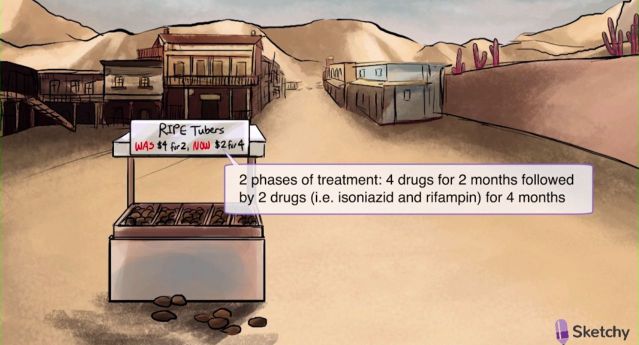 RIPE Tubers
WAS $4 for 2, NOW $2 for 4
2 phases of treatment: 4 drugs for 2 months followed
by 2 drugs (i.e. isoniazid and rifampin) for 4 months
Sketchy